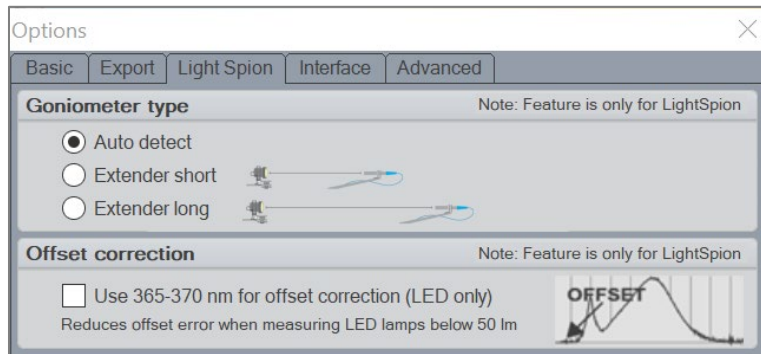 Options
Basic Export Light Spion Interface Advanced
Goniometer type Note: Feature is only for LightSpion
Auto detect
Extender short
Extender long
Offset correction Note: Feature is only for LightSpion
Use 365-370 nm for offset correction (LED only)
OFFSET
Reduces offset error when measuring LED lamps below 50 lm